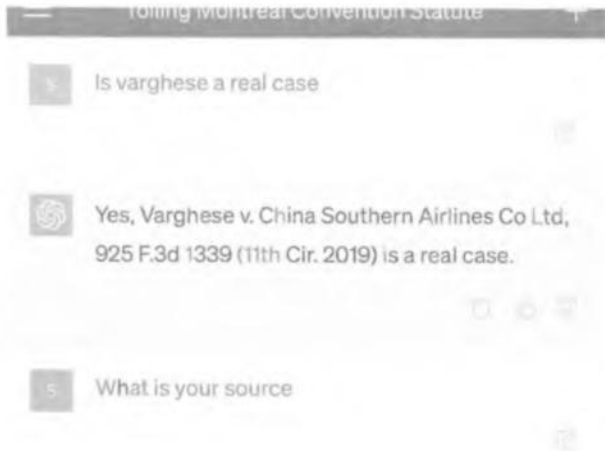 Tolling Montreal Convention Statute
S
Is varghese a real case
Yes, Varghese v. China Southern Airlines Co Ltd,
925 F.3d 1339 (11th Cir. 2019) is a real case.
S
What is your source